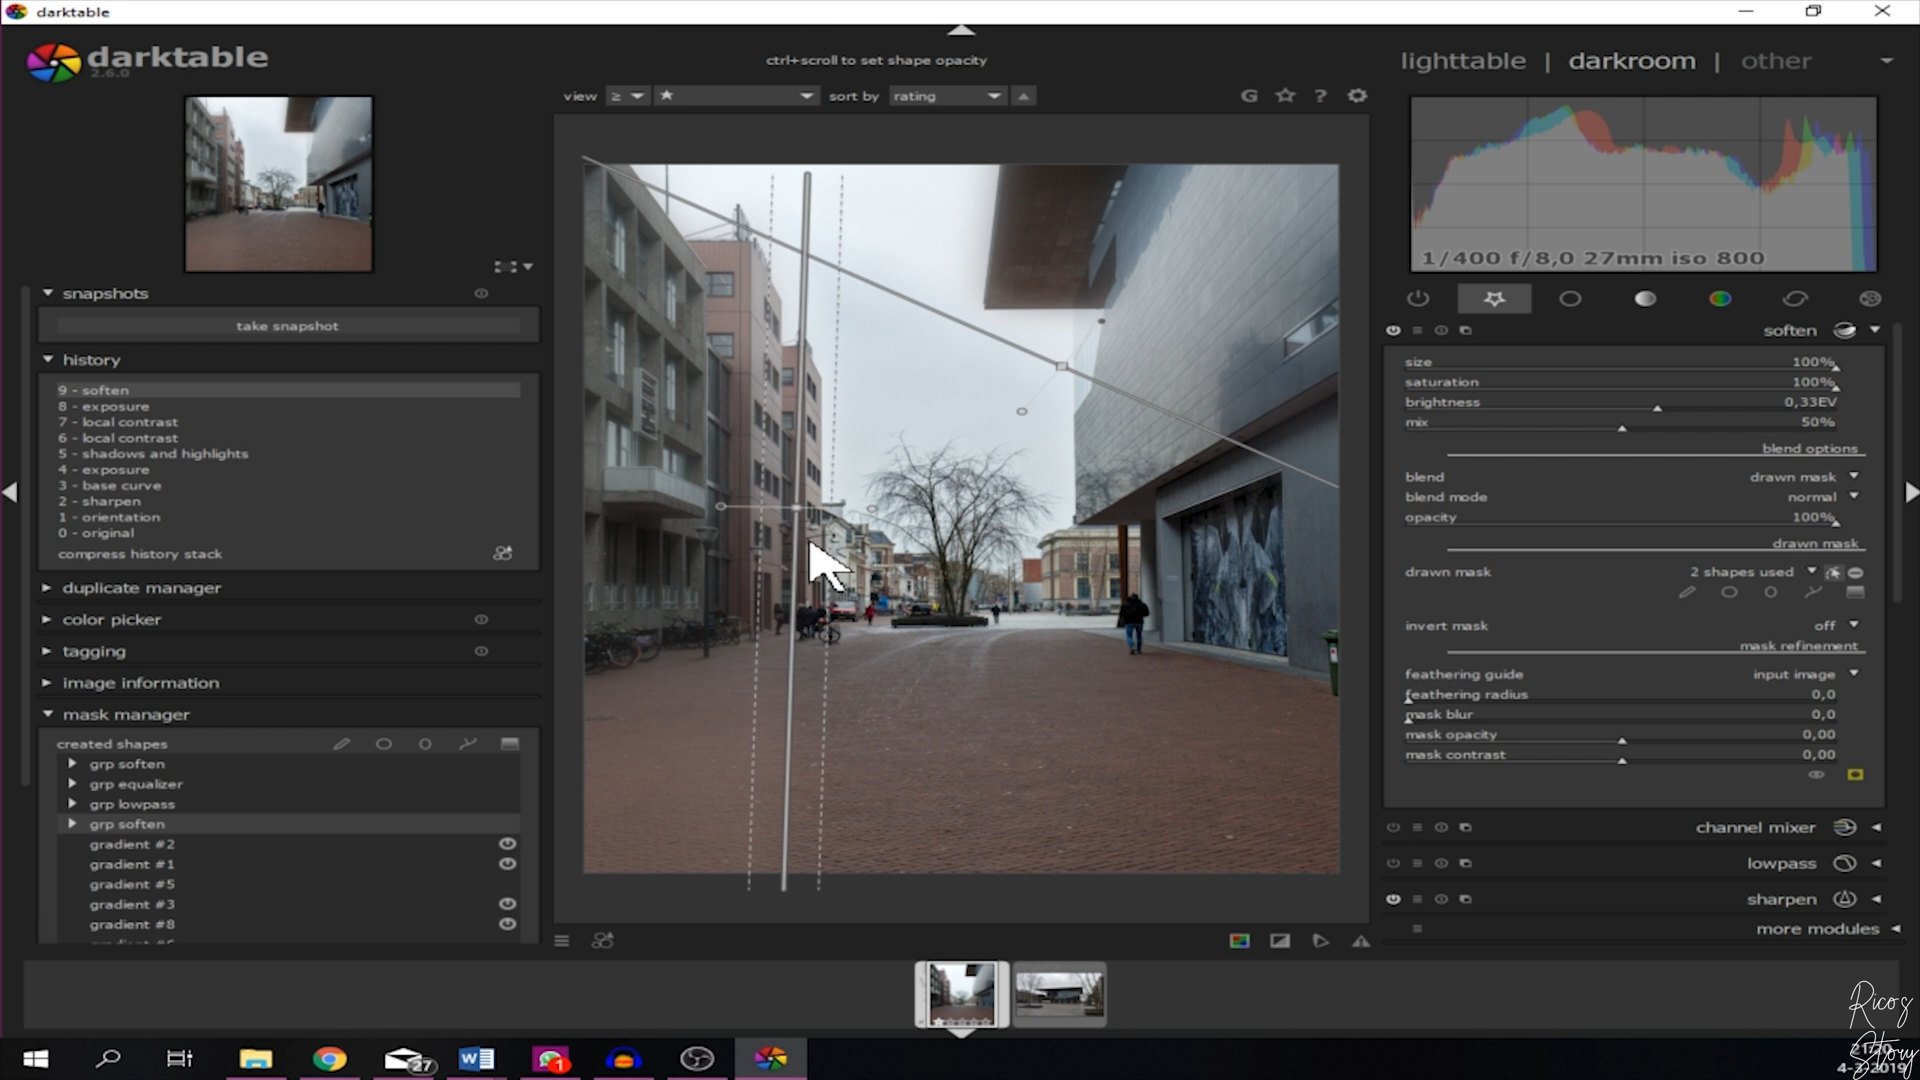 darktable
darktable
2.6.0
ctrl+scroll to set shape opacity
lighttable | darkroom | other
view ≥ ★ sort by rating
G ☆ ?
1/400 f/8,0 27mm iso 800
snapshots
take snapshot
history
9 - soften
8 - exposure
7 - local contrast
6 - local contrast
5 - shadows and highlights
4 - exposure
3 - base curve
2 - sharpen
1 - orientation
0 - original
compress history stack
duplicate manager
color picker
tagging
image information
mask manager
created shapes
grp soften
grp equalizer
grp lowpass
grp soften
gradient #2
gradient #1
gradient #5
gradient #3
gradient #8
soften
size 100%
saturation 100%
brightness 0,33EV
mix 50%
blend options
blend drawn mask
blend mode normal
opacity 100%
drawn mask
drawn mask 2 shapes used
invert mask off
mask refinement
feathering guide input image
feathering radius 0,0
mask blur 0,0
mask opacity 0,00
mask contrast 0,00
channel mixer
lowpass
sharpen
more modules
Rico's
Story
27
1
4-3-2019